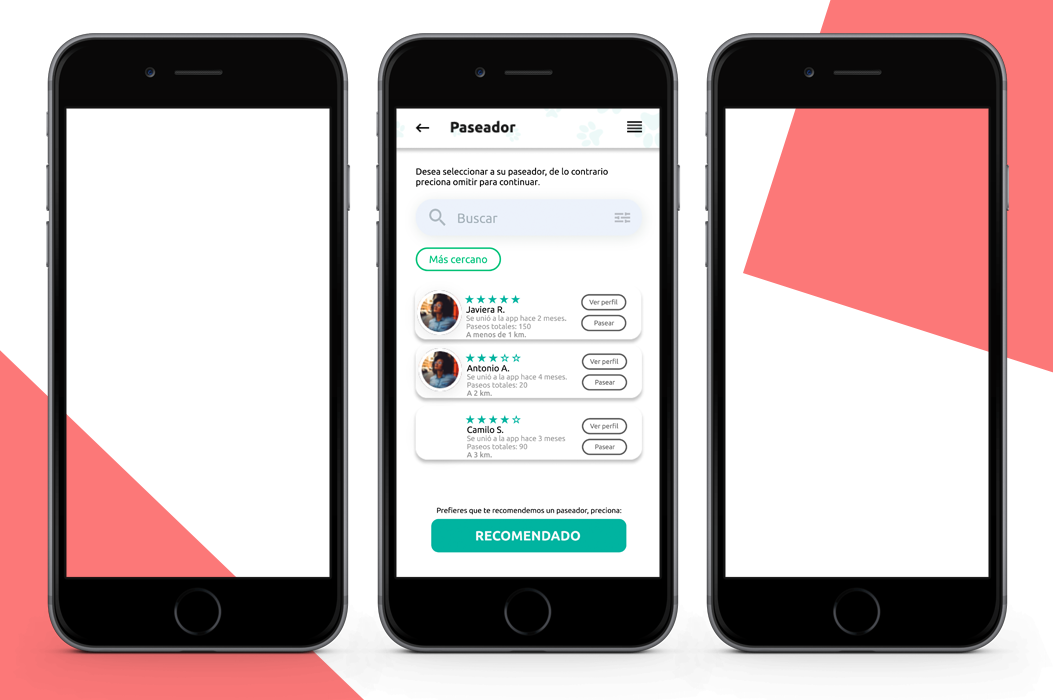 Paseador
Desea seleccionar a su paseador, de lo contrario
preciona omitir para continuar.
Buscar
Más cercano
Javiera R.
Se unió a la app hace 2 meses.
Paseos totales: 150
A menos de 1 km.
Ver perfil
Pasear
Antonio A.
Se unió a la app hace 4 meses.
Paseos totales: 20
A 2 km.
Ver perfil
Pasear
Camilo S.
Se unió a la app hace 3 meses
Paseos totales: 90
A 3 km.
Ver perfil
Pasear
Prefieres que te recomendemos un paseador, preciona:
RECOMENDADO